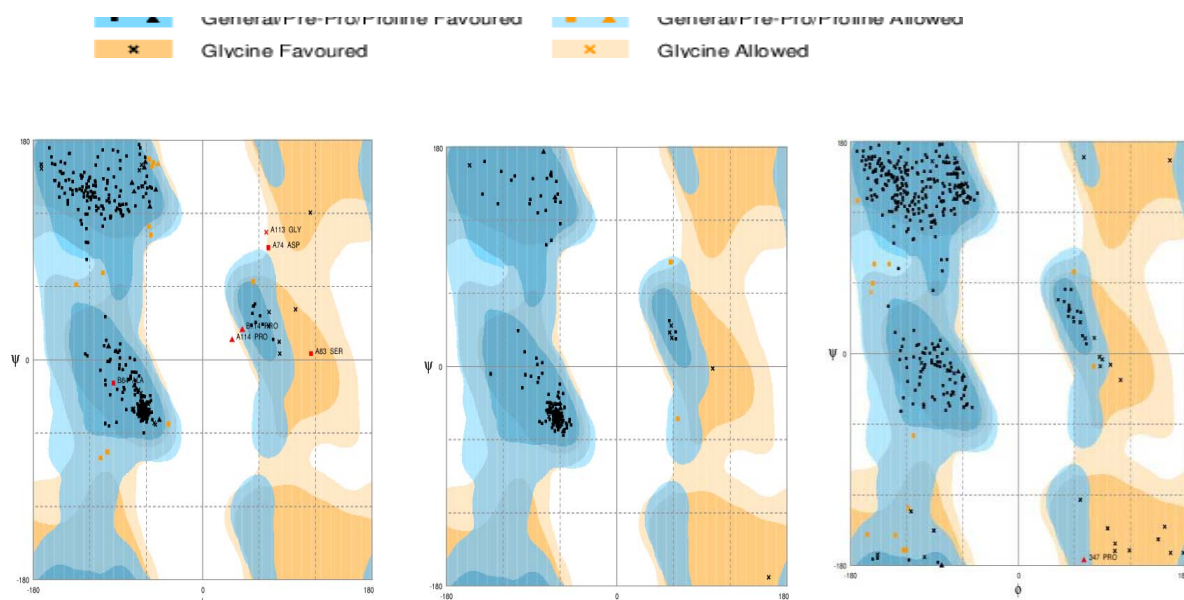 General/Pre-Pro/Proline Favoured General/Pre-Pro/Proline Allowed
Glycine Favoured Glycine Allowed
180 180 180
A113 GLY
A74 ASP
A114 PRO
A83 SER
ψ 0 ψ 0 ψ 0
347 PRO
-180 -180 -180
-180 0 180 -180 0 180 -180 0 ϕ 180